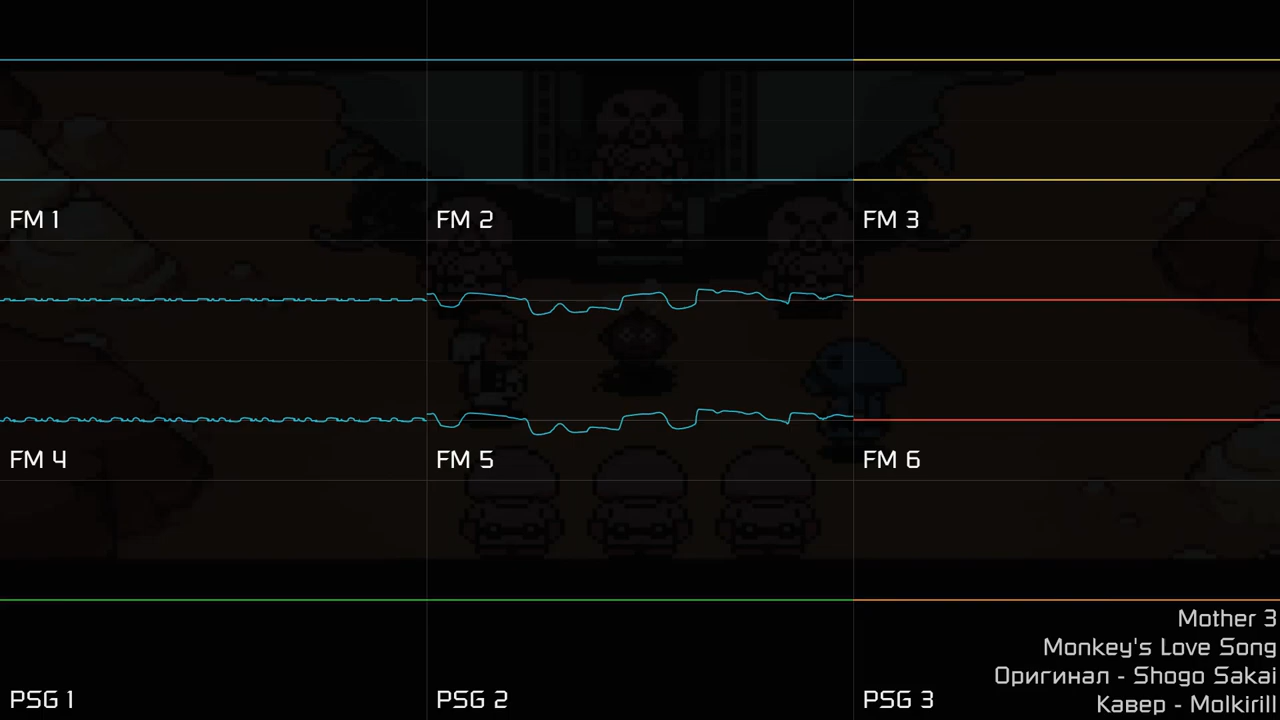 FM 1
FM 2
FM 3
FM 4
FM 5
FM 6
PSG 1
PSG 2
PSG 3
Mother 3
Monkey's Love Song
Оригинал - Shogo Sakai
Кавер - Molkirill